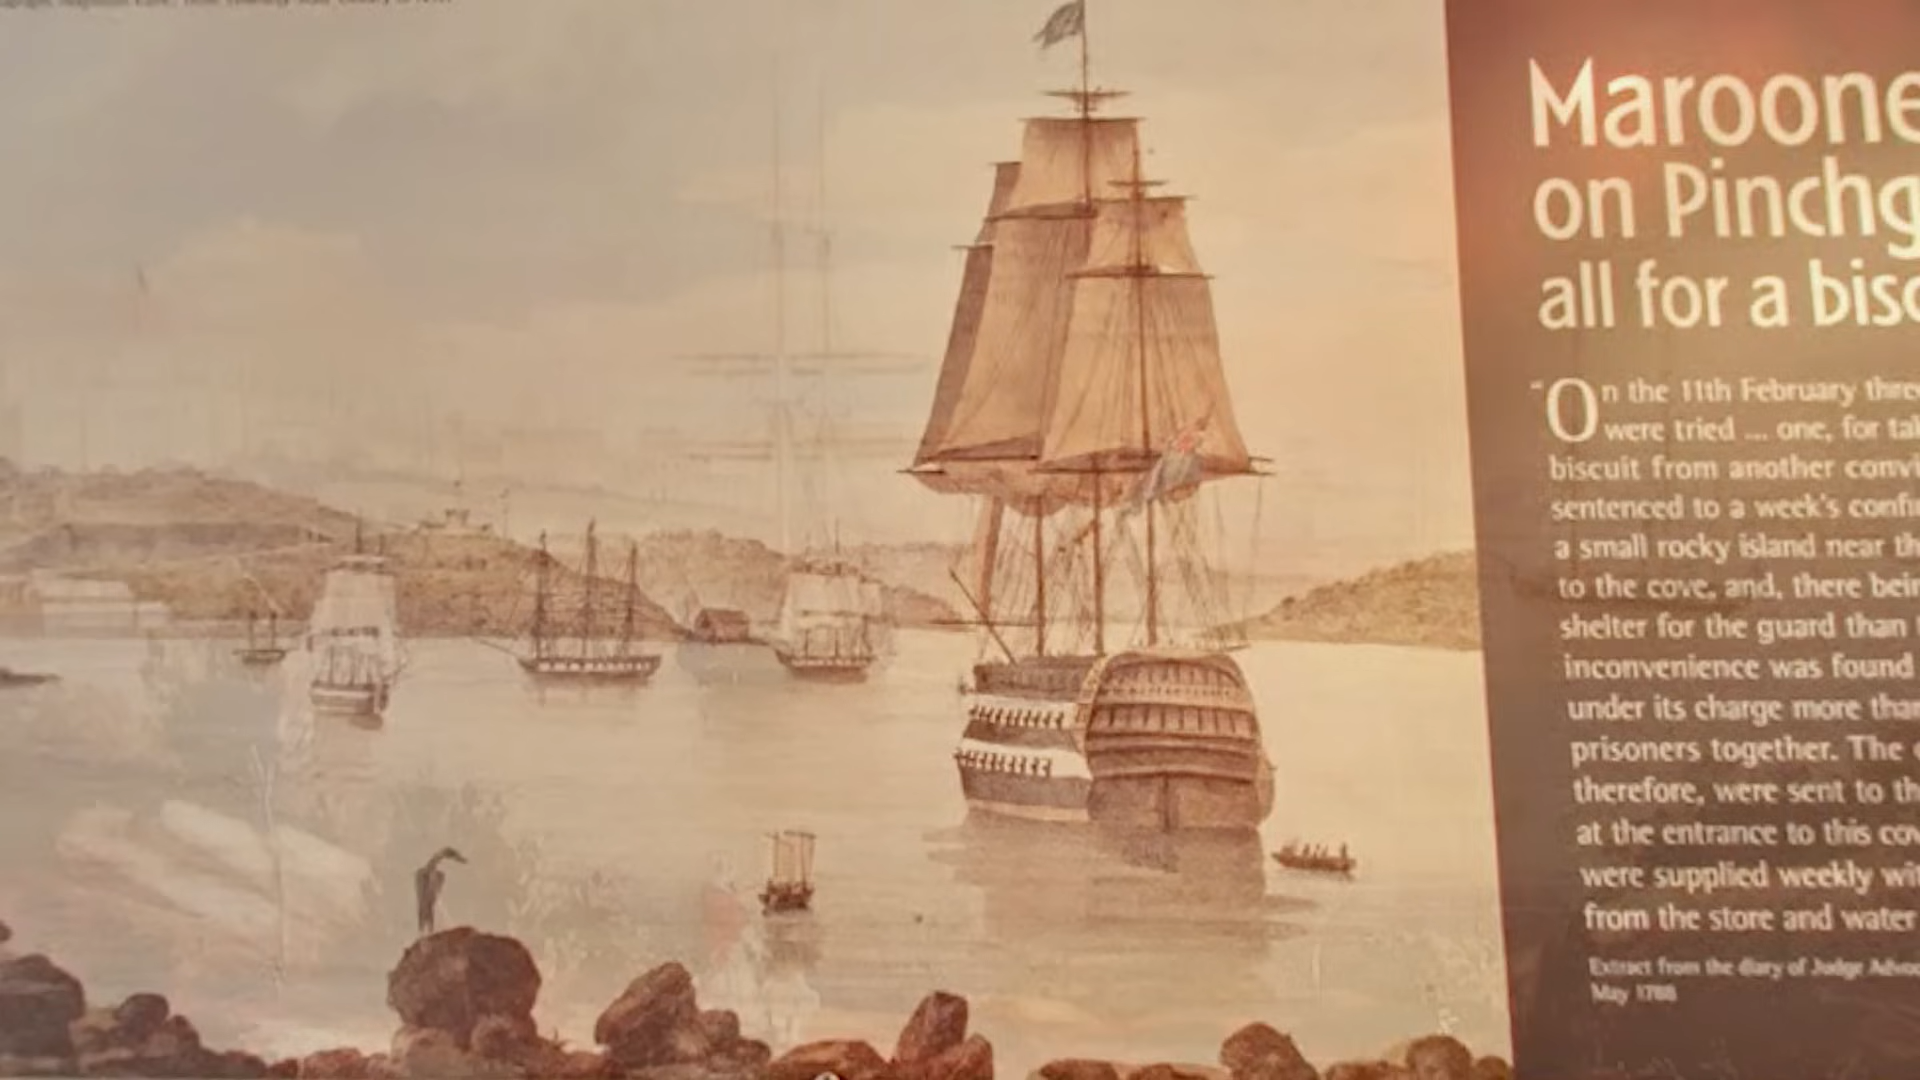 Maroone
on Pinchg
all for a bisc
"On the 11th February three
were tried ... one, for tak
biscuit from another convi
sentenced to a week's confin
a small rocky island near th
to the cove, and, there bein
shelter for the guard than
inconvenience was found
under its charge more than
prisoners together. The
therefore, were sent to th
at the entrance to this cov
were supplied weekly wit
from the store and water
Extract from the diary of Judge Advoc
May 1788